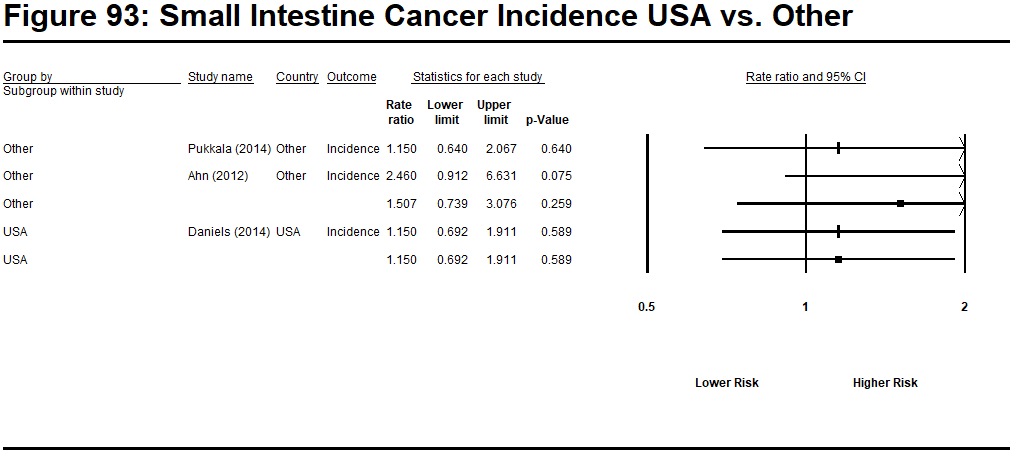 Figure 93: Small Intestine Cancer Incidence USA vs. Other
Group by Study name Country Outcome Statistics for each study Rate ratio and 95% CI
Subgroup within study
Rate Lower Upper
ratio limit limit p-Value
Other Pukkala (2014) Other Incidence 1.150 0.640 2.067 0.640
Other Ahn (2012) Other Incidence 2.460 0.912 6.631 0.075
Other 1.507 0.739 3.076 0.259
USA Daniels (2014) USA Incidence 1.150 0.692 1.911 0.589
USA 1.150 0.692 1.911 0.589
0.5 1 2
Lower Risk Higher Risk